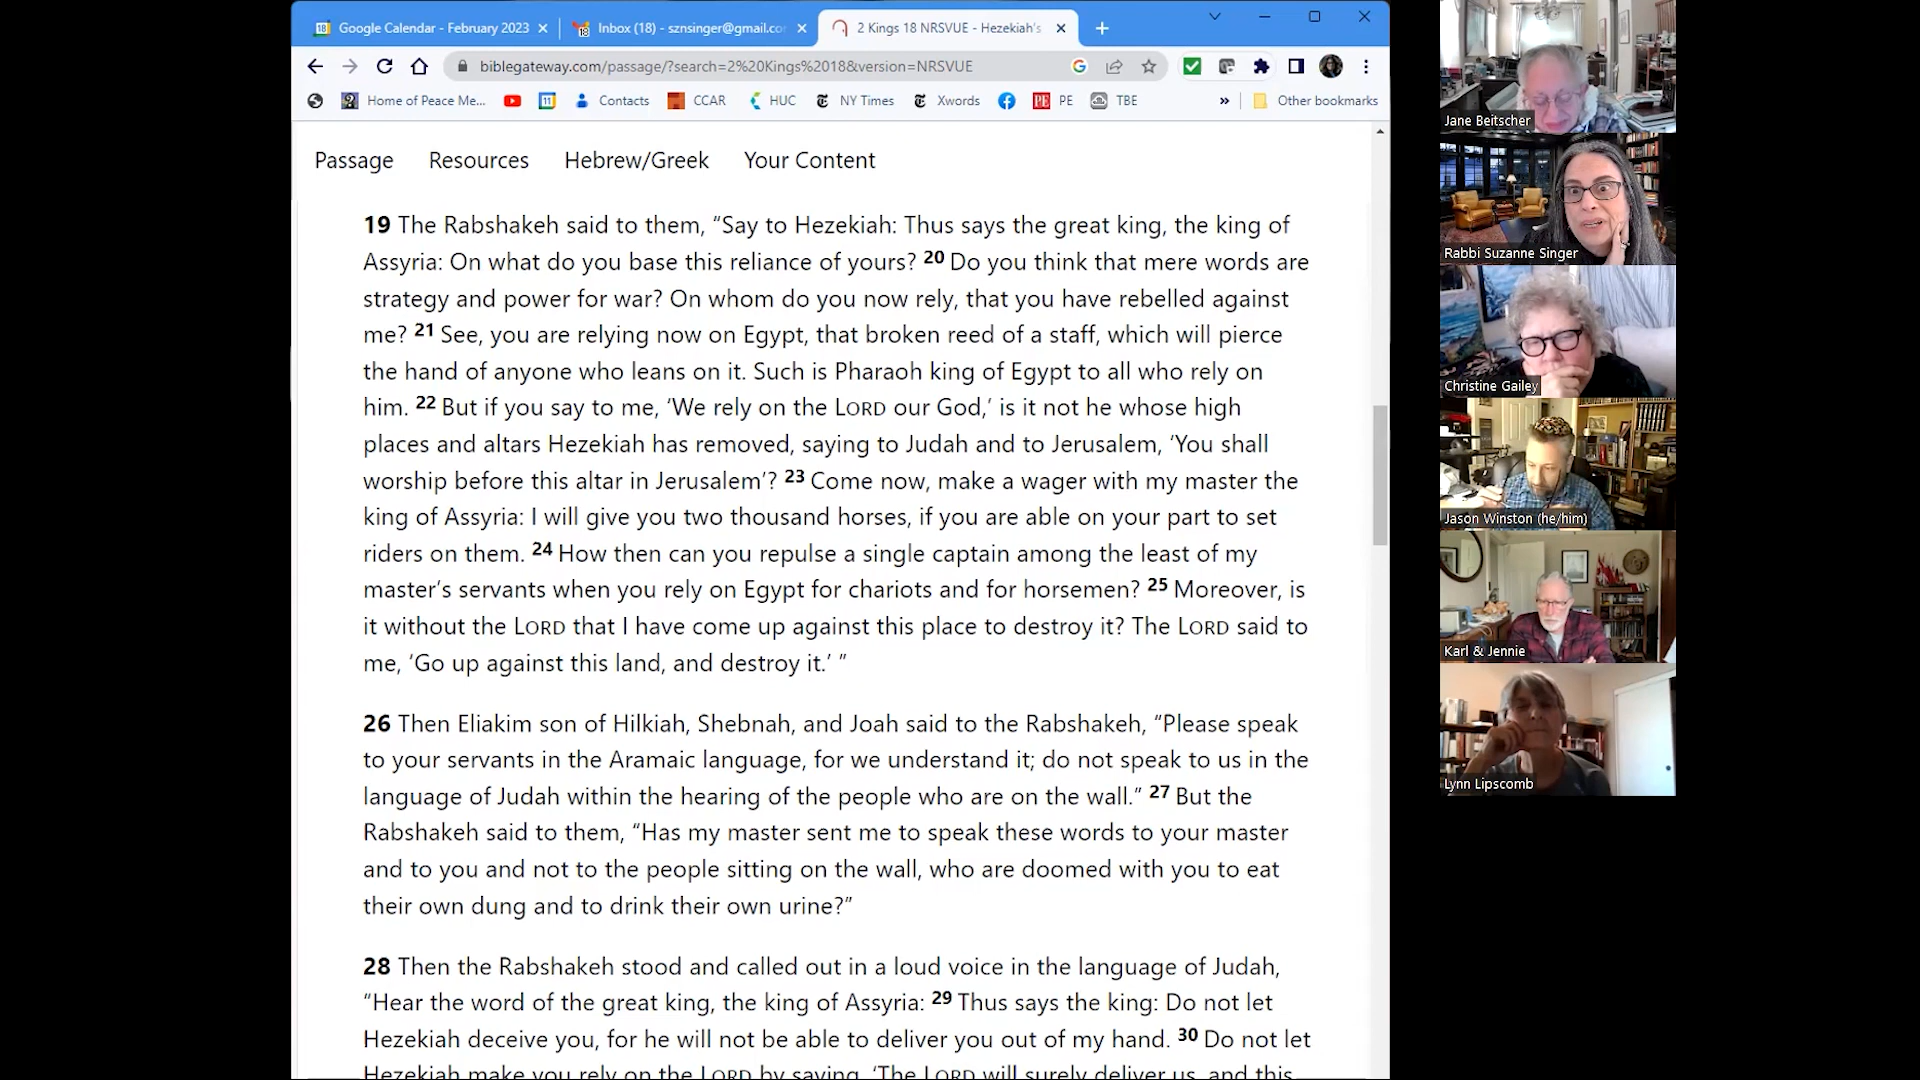 Google Calendar - February 2023
Inbox (18) - sznsinger@gmail.co
2 Kings 18 NRSVUE - Hezekiah's
biblegateway.com/passage/?search=2%20Kings%2018&version=NRSVUE
Home of Peace Me...
Contacts
CCAR
HUC
NY Times
Xwords
PE
TBE
Other bookmarks
Passage
Resources
Hebrew/Greek
Your Content
19 The Rabshakeh said to them, “Say to Hezekiah: Thus says the great king, the king of
Assyria: On what do you base this reliance of yours? 20 Do you think that mere words are
strategy and power for war? On whom do you now rely, that you have rebelled against
me? 21 See, you are relying now on Egypt, that broken reed of a staff, which will pierce
the hand of anyone who leans on it. Such is Pharaoh king of Egypt to all who rely on
him. 22 But if you say to me, ‘We rely on the LORD our God,’ is it not he whose high
places and altars Hezekiah has removed, saying to Judah and to Jerusalem, ‘You shall
worship before this altar in Jerusalem’? 23 Come now, make a wager with my master the
king of Assyria: I will give you two thousand horses, if you are able on your part to set
riders on them. 24 How then can you repulse a single captain among the least of my
master’s servants when you rely on Egypt for chariots and for horsemen? 25 Moreover, is
it without the LORD that I have come up against this place to destroy it? The LORD said to
me, ‘Go up against this land, and destroy it.’ ”
26 Then Eliakim son of Hilkiah, Shebnah, and Joah said to the Rabshakeh, “Please speak
to your servants in the Aramaic language, for we understand it; do not speak to us in the
language of Judah within the hearing of the people who are on the wall.” 27 But the
Rabshakeh said to them, “Has my master sent me to speak these words to your master
and to you and not to the people sitting on the wall, who are doomed with you to eat
their own dung and to drink their own urine?”
28 Then the Rabshakeh stood and called out in a loud voice in the language of Judah,
“Hear the word of the great king, the king of Assyria: 29 Thus says the king: Do not let
Hezekiah deceive you, for he will not be able to deliver you out of my hand. 30 Do not let
Hezekiah make you rely on the LORD by saying, ‘The LORD will surely deliver us, and this
Jane Beitscher
Rabbi Suzanne Singer
Christine Gailey
Jason Winston (he/him)
Karl & Jennie
Lynn Lipscomb